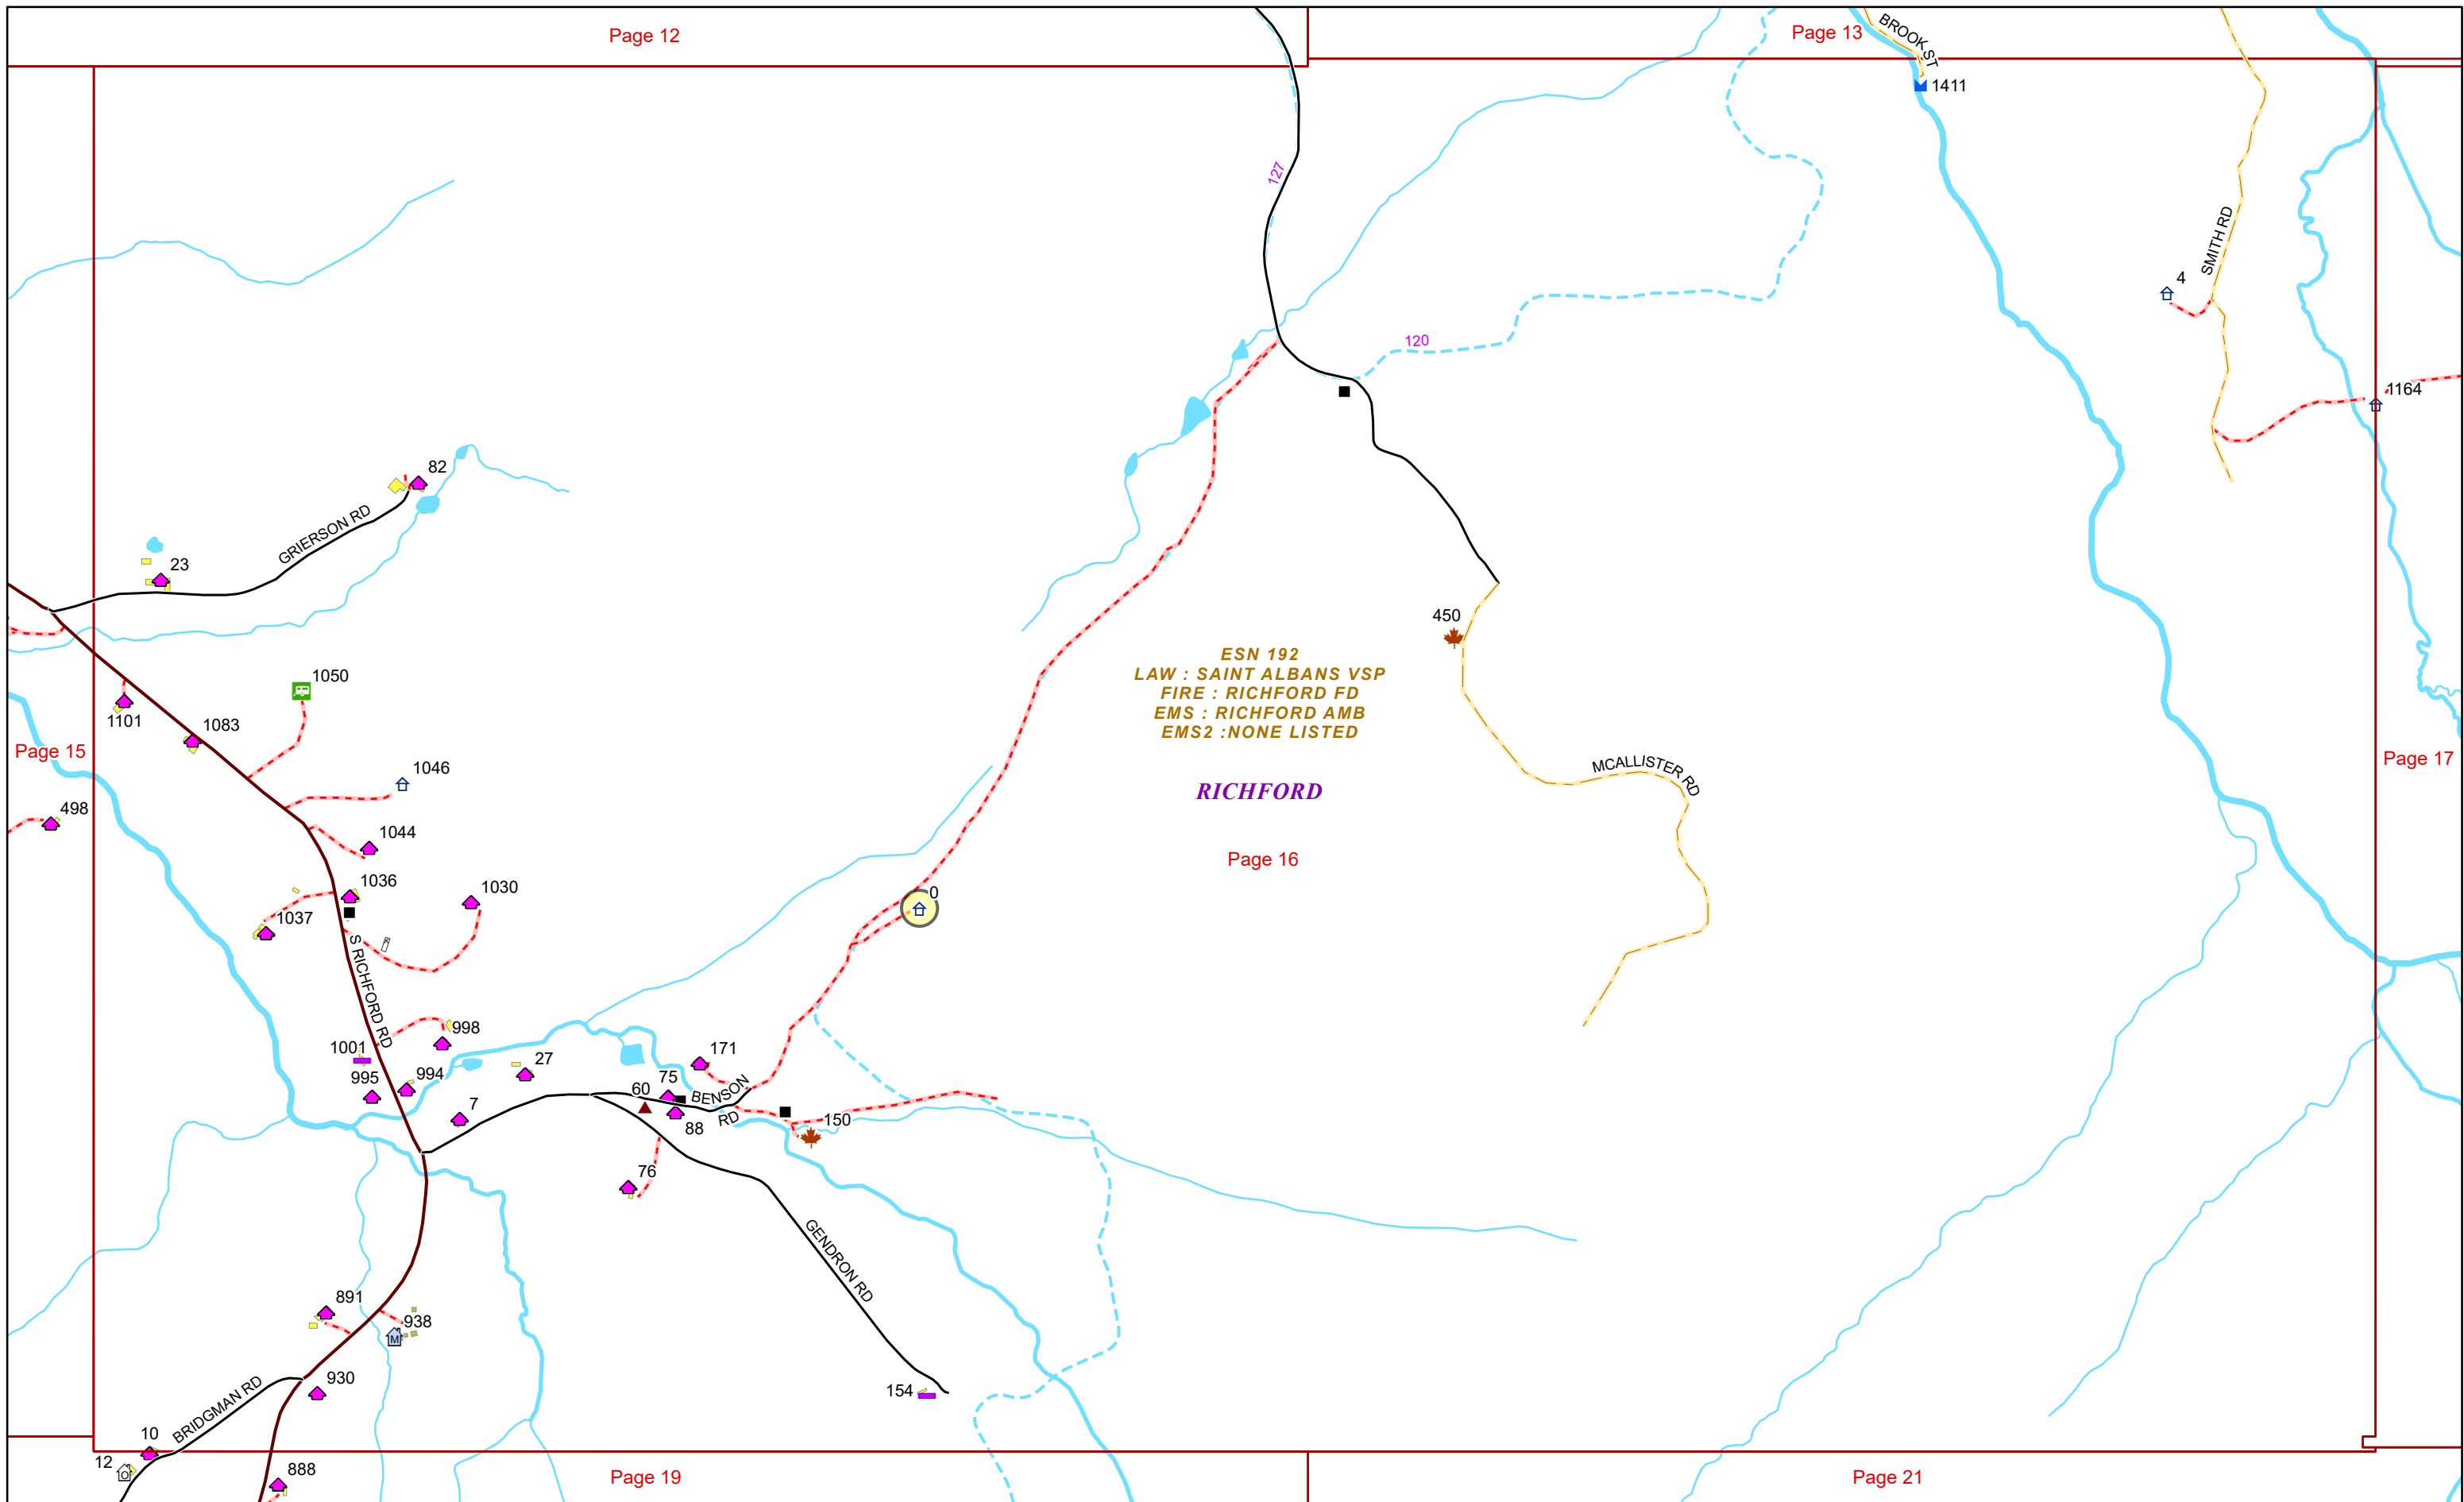 Page 12
Page 13
BROOK ST
1411
127
SMITH RD
4
120
1164
82
GRIERSON RD
23
450
ESN 192
LAW : SAINT ALBANS VSP
FIRE : RICHFORD FD
EMS : RICHFORD AMB
EMS2 :NONE LISTED
1050
1101
1083
Page 15
Page 17
1046
MCALLISTER RD
RICHFORD
498
1044
Page 16
1036
1030
0
1037
S RICHFORD RD
998
1001
171
27
995
994
75
60
BENSON
RD
7
88
150
76
GENDRON RD
891
938
M
930
154
BRIDGMAN RD
10
12
O
888
Page 19
Page 21